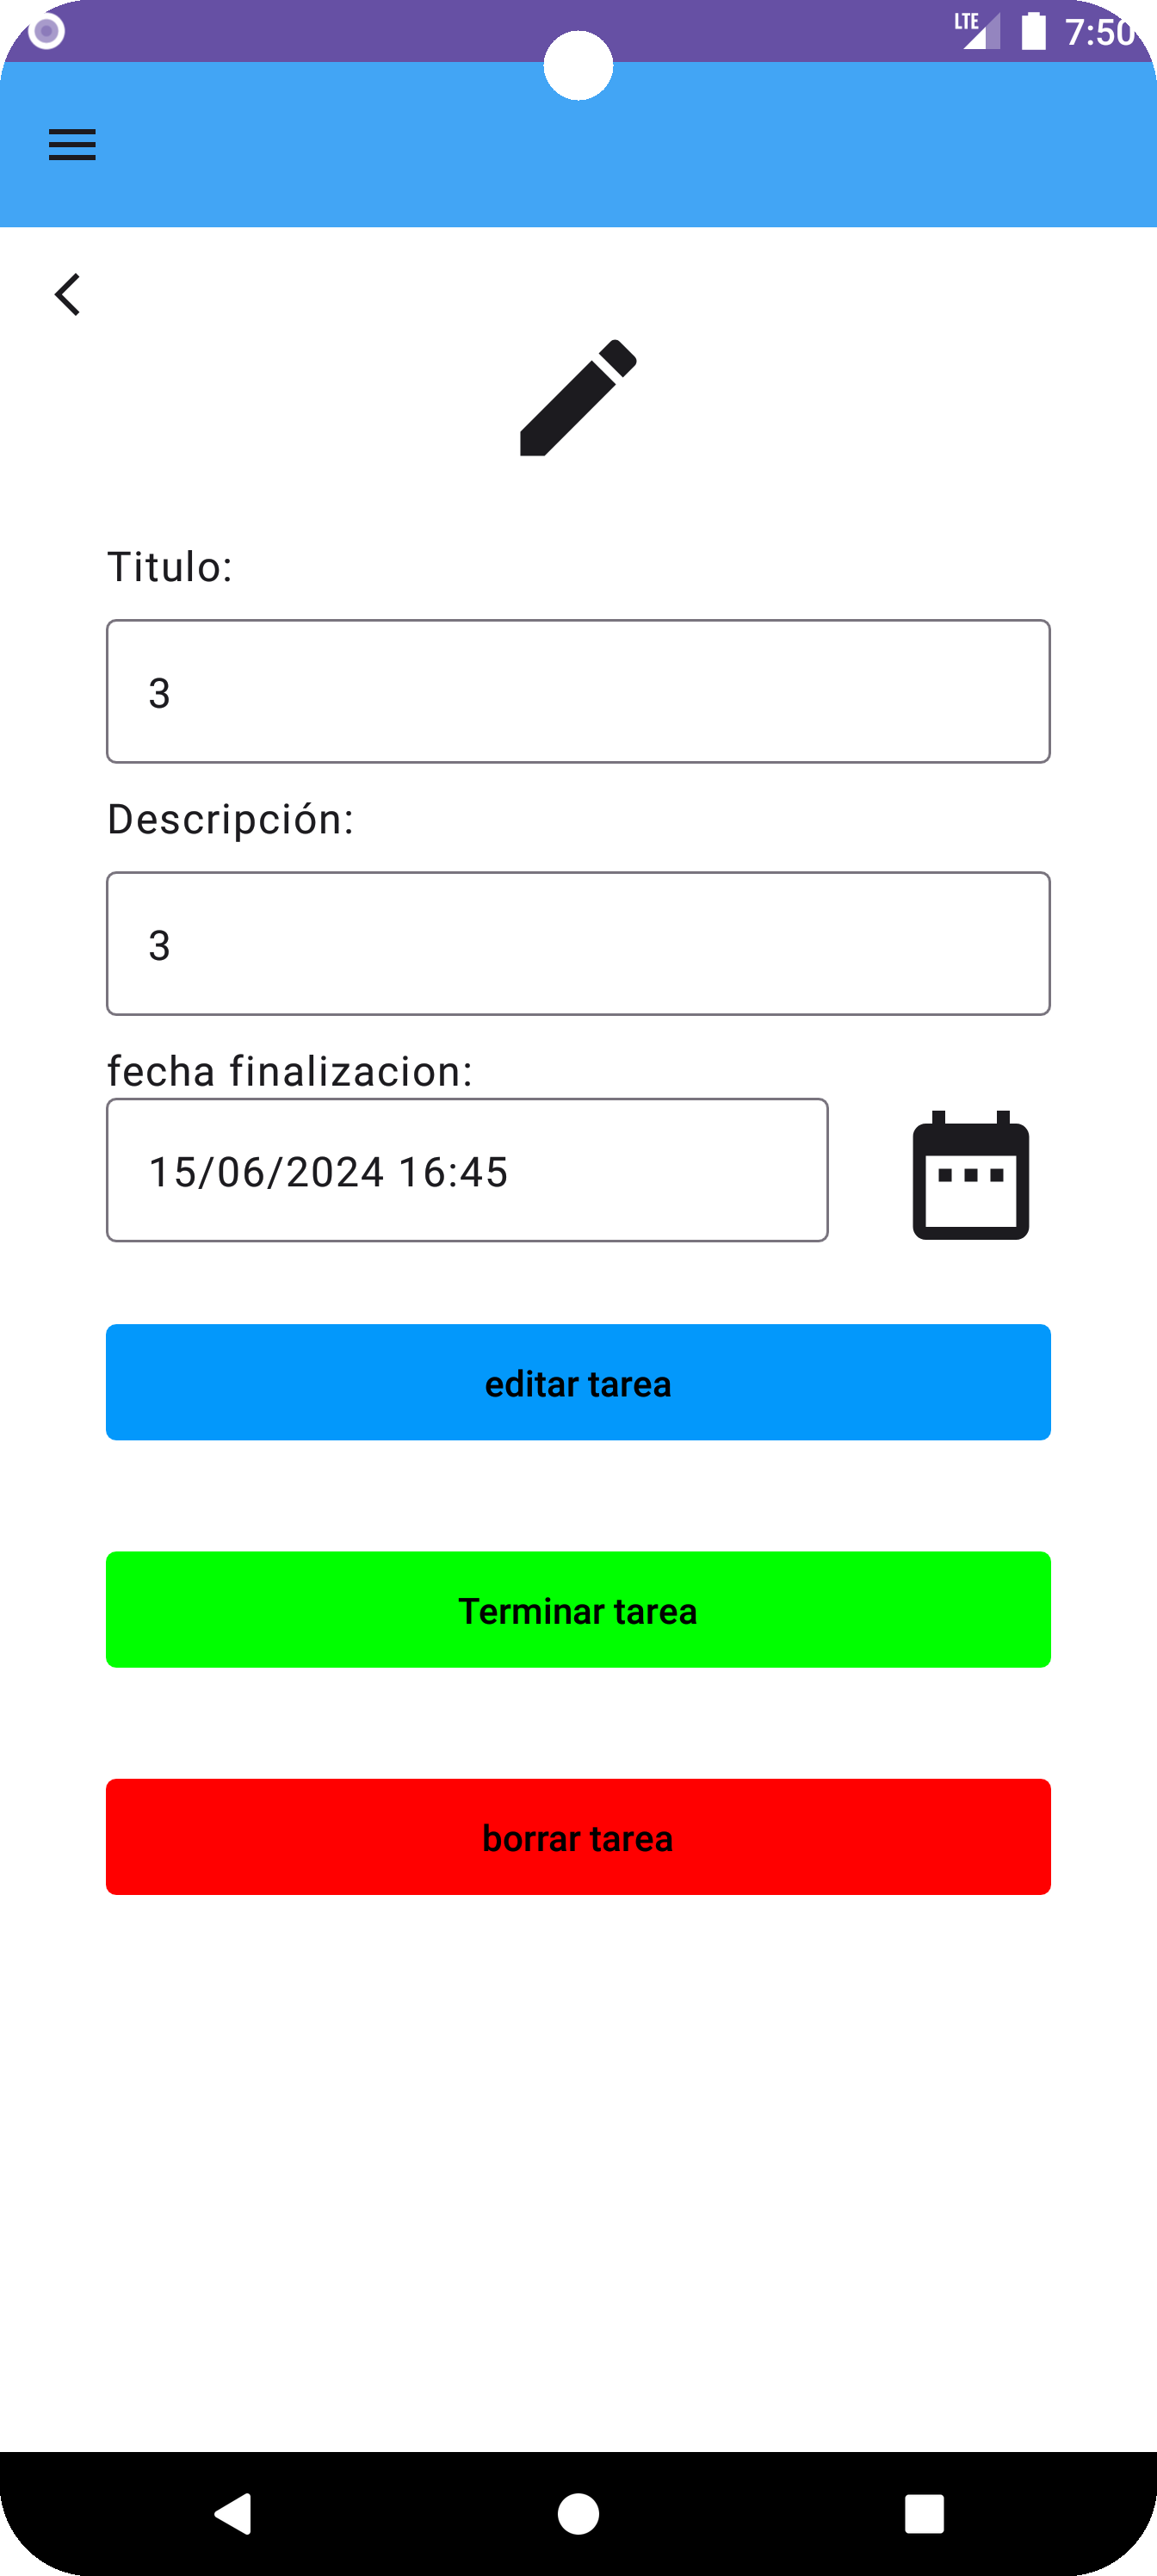 LTE 7:50
Titulo:
3
Descripción:
3
fecha finalizacion:
15/06/2024 16:45
editar tarea
Terminar tarea
borrar tarea